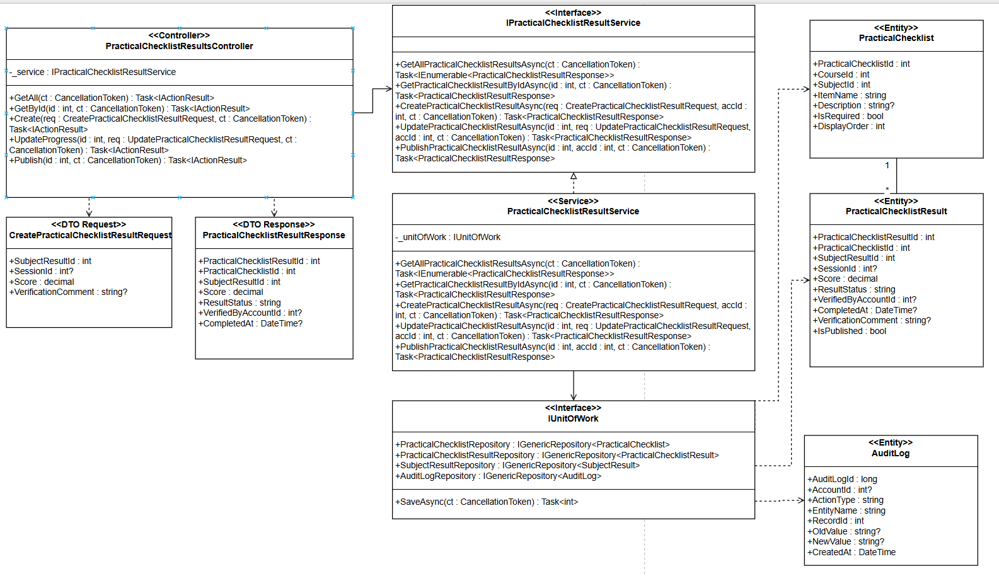 <<Controller>>
PracticalChecklistResultsController
-_service : IPracticalChecklistResultService
+GetAll(ct : CancellationToken) : Task<IActionResult>
+GetById(id : int, ct : CancellationToken) : Task<IActionResult>
+Create(req : CreatePracticalChecklistResultRequest, ct : CancellationToken) :
Task<IActionResult>
+UpdateProgress(id : int, req : UpdatePracticalChecklistResultRequest, ct :
CancellationToken) : Task<IActionResult>
+Publish(id : int, ct : CancellationToken) : Task<IActionResult>
<<DTO Request>>
CreatePracticalChecklistResultRequest
+SubjectResultId : int
+SessionId : int?
+Score : decimal
+VerificationComment : string?
<<DTO Response>>
PracticalChecklistResultResponse
+PracticalChecklistResultId : int
+PracticalChecklistId : int
+SubjectResultId : int
+Score : decimal
+ResultStatus : string
+VerifiedByAccountId : int?
+CompletedAt : DateTime?
<<Interface>>
IPracticalChecklistResultService
+GetAllPracticalChecklistResultsAsync(ct : CancellationToken) :
Task<IEnumerable<PracticalChecklistResultResponse>>
+GetPracticalChecklistResultByIdAsync(id : int, ct : CancellationToken) :
Task<PracticalChecklistResultResponse>
+CreatePracticalChecklistResultAsync(req : CreatePracticalChecklistResultRequest, accId :
int, ct : CancellationToken) : Task<PracticalChecklistResultResponse>
+UpdatePracticalChecklistResultAsync(id : int, req : UpdatePracticalChecklistResultRequest,
accId : int, ct : CancellationToken) : Task<PracticalChecklistResultResponse>
+PublishPracticalChecklistResultAsync(id : int, accId : int, ct : CancellationToken) :
Task<PracticalChecklistResultResponse>
<<Service>>
PracticalChecklistResultService
-_unitOfWork : IUnitOfWork
+GetAllPracticalChecklistResultsAsync(ct : CancellationToken) :
Task<IEnumerable<PracticalChecklistResultResponse>>
+GetPracticalChecklistResultByIdAsync(id : int, ct : CancellationToken) :
Task<PracticalChecklistResultResponse>
+CreatePracticalChecklistResultAsync(req : CreatePracticalChecklistResultRequest, accId :
int, ct : CancellationToken) : Task<PracticalChecklistResultResponse>
+UpdatePracticalChecklistResultAsync(id : int, req : UpdatePracticalChecklistResultRequest,
accId : int, ct : CancellationToken) : Task<PracticalChecklistResultResponse>
+PublishPracticalChecklistResultAsync(id : int, accId : int, ct : CancellationToken) :
Task<PracticalChecklistResultResponse>
<<Interface>>
IUnitOfWork
+PracticalChecklistRepository : IGenericRepository<PracticalChecklist>
+PracticalChecklistResultRepository : IGenericRepository<PracticalChecklistResult>
+SubjectResultRepository : IGenericRepository<SubjectResult>
+AuditLogRepository : IGenericRepository<AuditLog>
+SaveAsync(ct : CancellationToken) : Task<int>
<<Entity>>
PracticalChecklist
+PracticalChecklistId : int
+CourseId : int
+SubjectId : int
+ItemName : string
+Description : string?
+IsRequired : bool
+DisplayOrder : int
1
*
<<Entity>>
PracticalChecklistResult
+PracticalChecklistResultId : int
+PracticalChecklistId : int
+SubjectResultId : int
+SessionId : int?
+Score : decimal
+ResultStatus : string
+VerifiedByAccountId : int?
+CompletedAt : DateTime?
+VerificationComment : string?
+IsPublished : bool
<<Entity>>
AuditLog
+AuditLogId : long
+AccountId : int?
+ActionType : string
+EntityName : string
+RecordId : int
+OldValue : string?
+NewValue : string?
+CreatedAt : DateTime